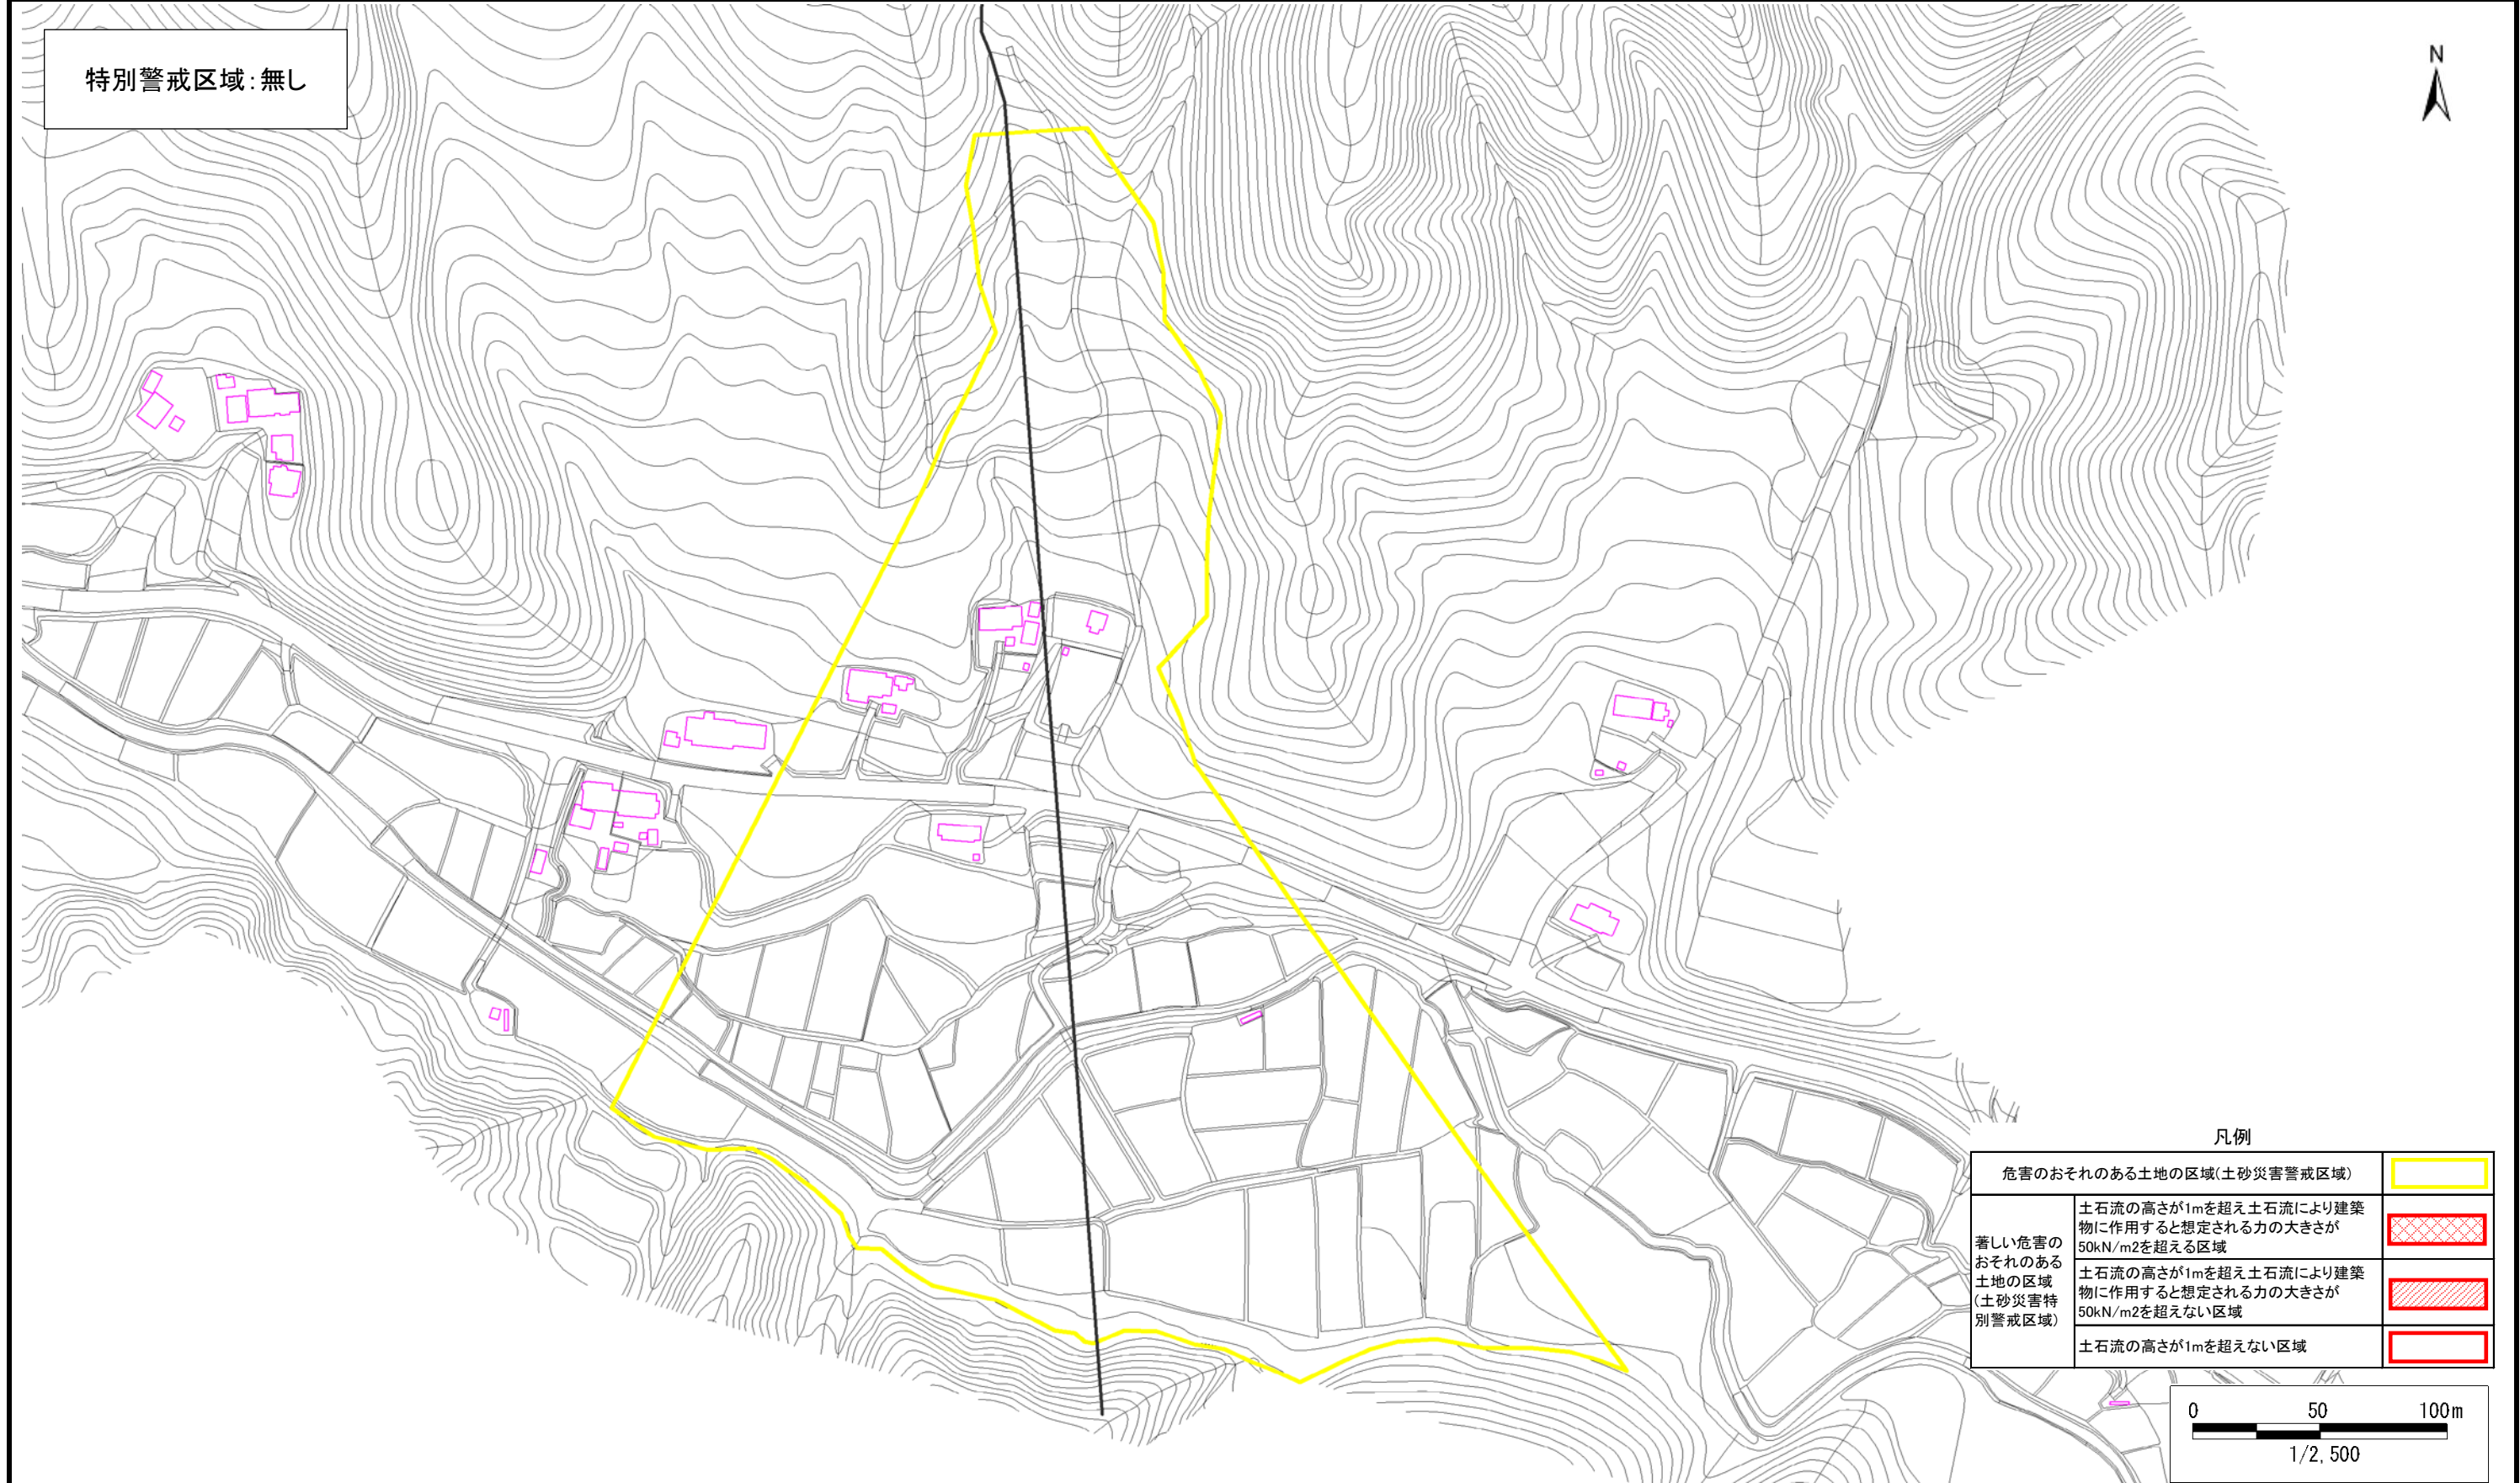 特別警戒区域:無し
N
凡例
危害のおそれのある土地の区域(土砂災害警戒区域)
著しい危害の
おそれのある
土地の区域
(土砂災害特
別警戒区域)
土石流の高さが1mを超え土石流により建築
物に作用すると想定される力の大きさが
50kN/m2を超える区域
土石流の高さが1mを超え土石流により建築
物に作用すると想定される力の大きさが
50kN/m2を超えない区域
土石流の高さが1mを超えない区域
0 50 100m
1/2,500